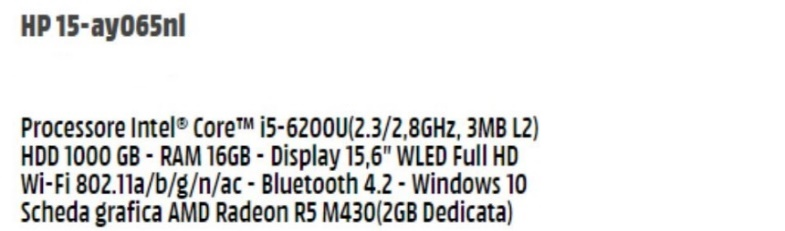 HP 15-ay065nl
Processore Intel® Core™ i5-6200U(2.3/2,8GHz, 3MB L2)
HDD 1000 GB - RAM 16GB - Display 15,6" WLED Full HD
Wi-Fi 802.11a/b/g/n/ac - Bluetooth 4.2 - Windows 10
Scheda grafica AMD Radeon R5 M430(2GB Dedicata)